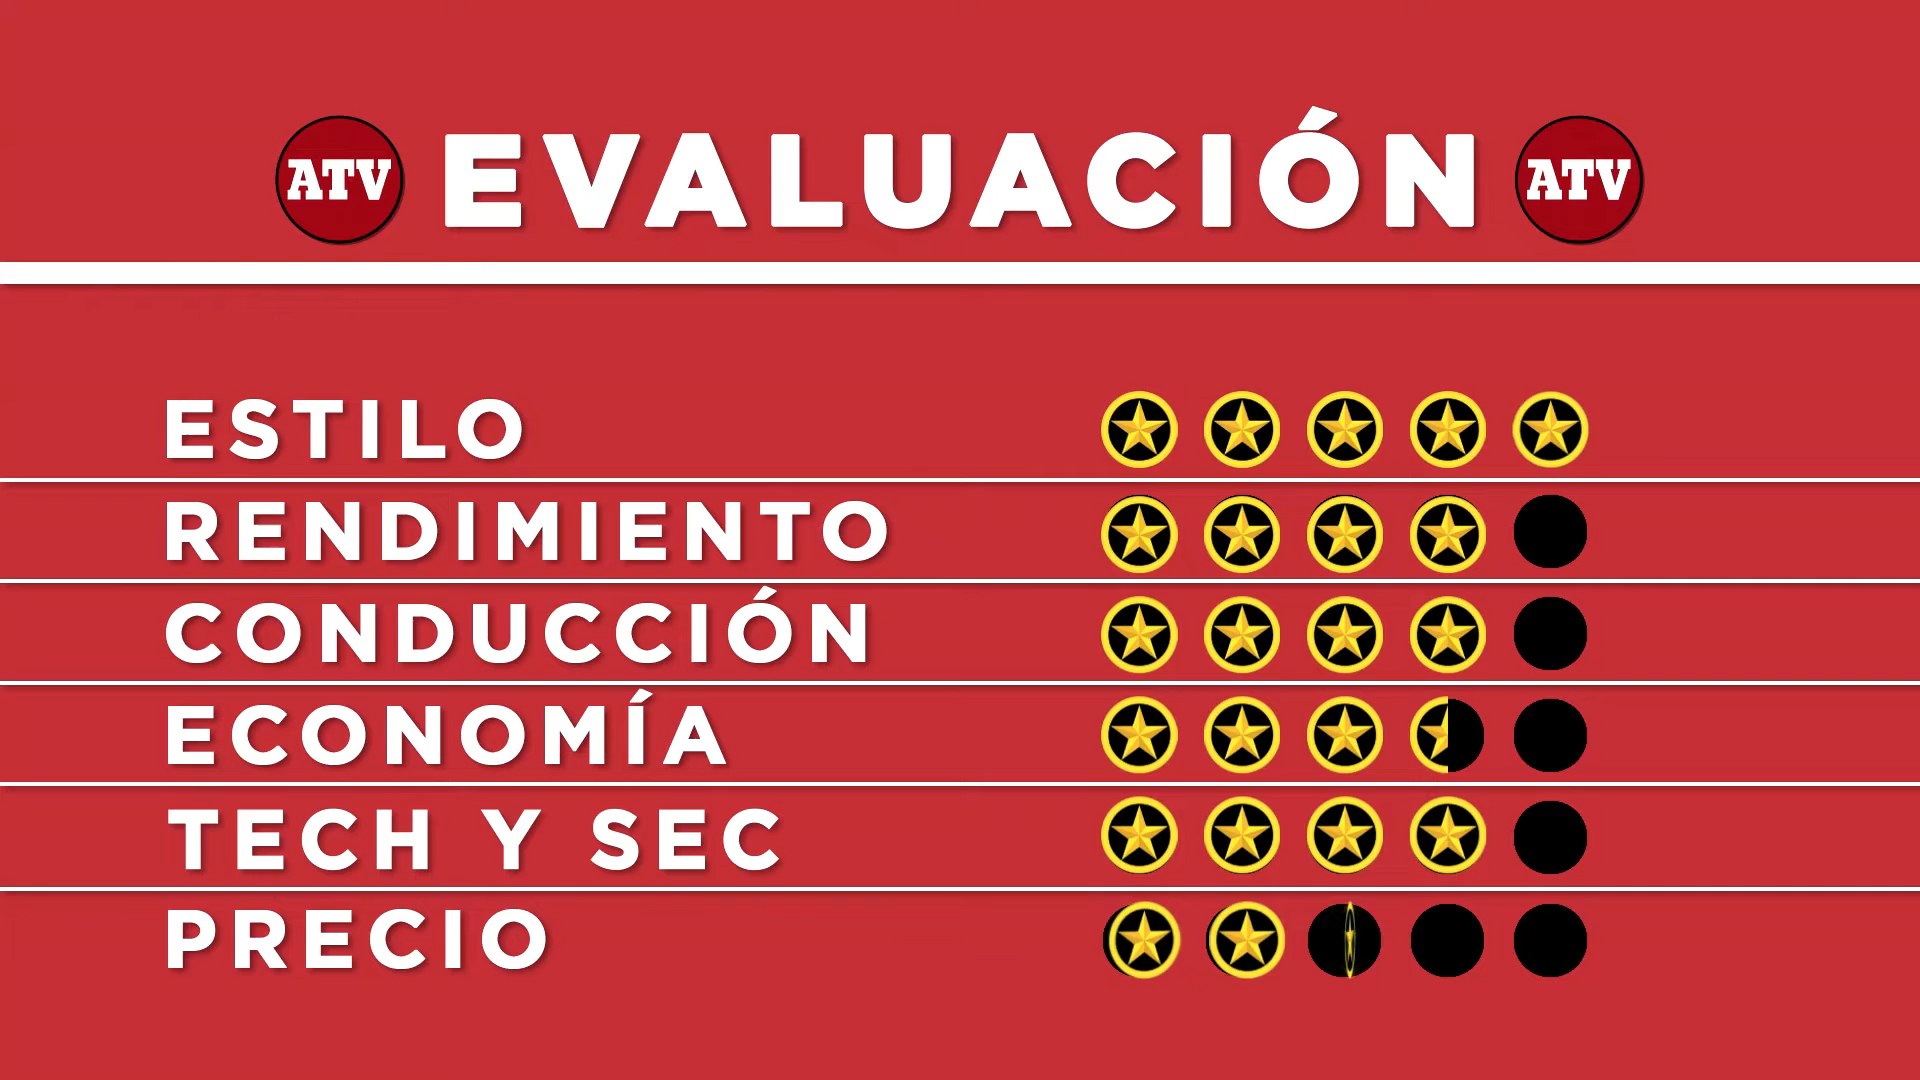 ATV EVALUACIÓN ATV
ESTILO
RENDIMIENTO
CONDUCCIÓN
ECONOMÍA
TECH Y SEC
PRECIO